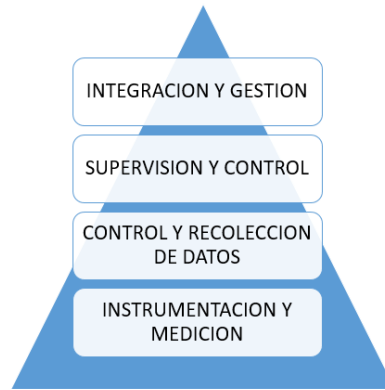 INTEGRACION Y GESTION
SUPERVISION Y CONTROL
CONTROL Y RECOLECCION
DE DATOS
INSTRUMENTACION Y
MEDICION